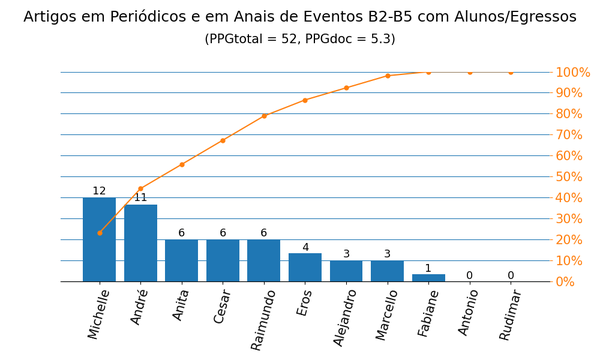 Artigos em Periódicos e em Anais de Eventos B2-B5 com Alunos/Egressos
(PPGtotal = 52, PPGdoc = 5.3)
100%
90%
80%
70%
60%
50%
40%
30%
20%
10%
0%
12
11
6
6
6
4
3
3
1
0
0
Michelle
André
Anita
Cesar
Raimundo
Eros
Alejandro
Marcello
Fabiane
Antonio
Rudimar